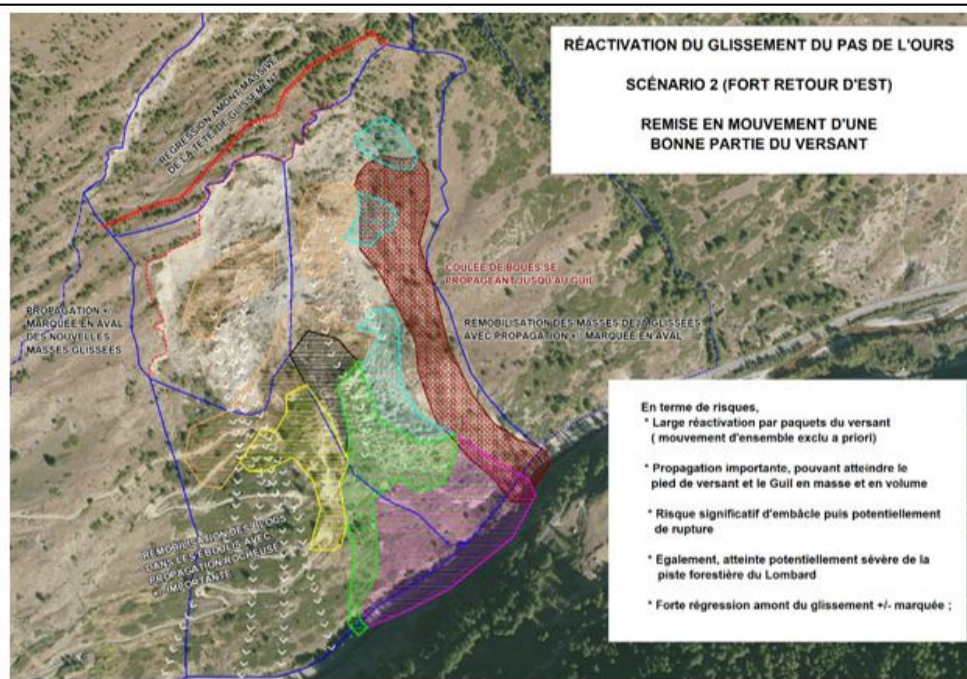 RÉACTIVATION DU GLISSEMENT DU PAS DE L'OURS
SCÉNARIO 2 (FORT RETOUR D'EST)
REMISE EN MOUVEMENT D'UNE
BONNE PARTIE DU VERSANT
RÉGRESSION AMONT MASSIVE
DE LA TÊTE DE GLISSEMENT
COULÉE DE BOUES SE
PROPAGEANT JUSQU'AU GUIL
PROPAGATION +/-
MARQUÉE EN AVAL
DES NOUVELLES
MASSES GLISSÉES
REMOBILISATION DES MASSES DÉJÀ GLISSÉES
AVEC PROPAGATION +/- MARQUÉE EN AVAL
REMOBILISATION DES BLOCS
DANS LES ÉBOULIS AVEC
PROPAGATION ROCHEUSE
+/- IMPORTANTE
En terme de risques,
* Large réactivation par paquets du versant
( mouvement d'ensemble exclu a priori)
* Propagation importante, pouvant atteindre le
pied de versant et le Guil en masse et en volume
* Risque significatif d'embâcle puis potentiellement
de rupture
* Egalement, atteinte potentiellement sévère de la
piste forestière du Lombard
* Forte régression amont du glissement +/- marquée ;